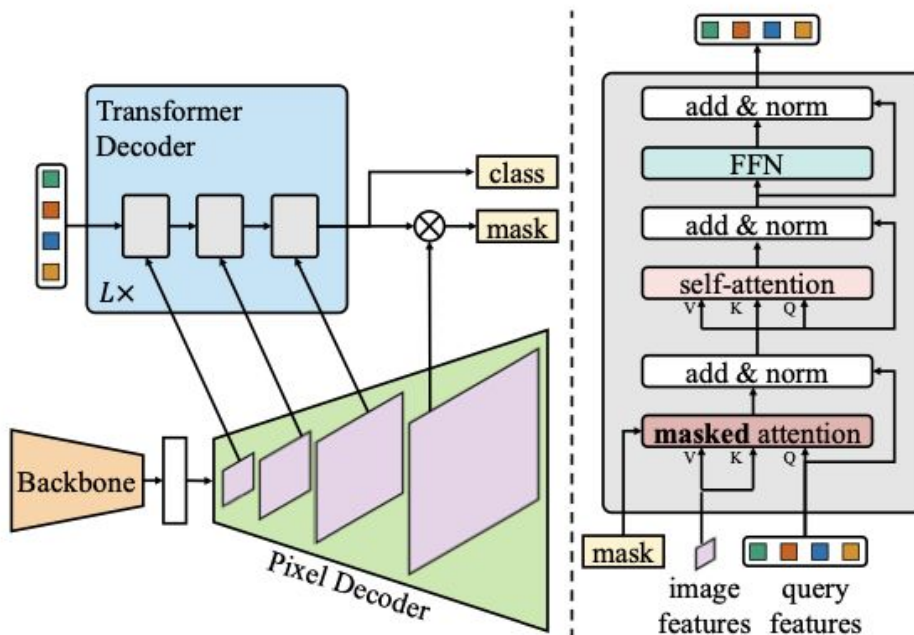 Transformer
Decoder
L×
class
mask
Backbone
Pixel Decoder
add & norm
FFN
add & norm
self-attention
V K Q
add & norm
masked attention
V K Q
mask
image
features
query
features